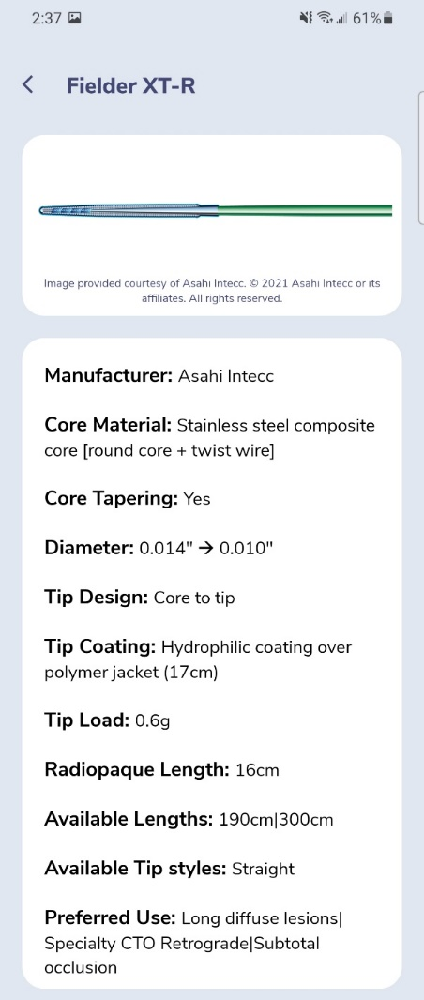 2:37 61%
Fielder XT-R
Image provided courtesy of Asahi Intecc. © 2021 Asahi Intecc or its
affiliates. All rights reserved.
Manufacturer: Asahi Intecc
Core Material: Stainless steel composite
core [round core + twist wire]
Core Tapering: Yes
Diameter: 0.014" → 0.010"
Tip Design: Core to tip
Tip Coating: Hydrophilic coating over
polymer jacket (17cm)
Tip Load: 0.6g
Radiopaque Length: 16cm
Available Lengths: 190cm|300cm
Available Tip styles: Straight
Preferred Use: Long diffuse lesions|
Specialty CTO Retrograde|Subtotal
occlusion